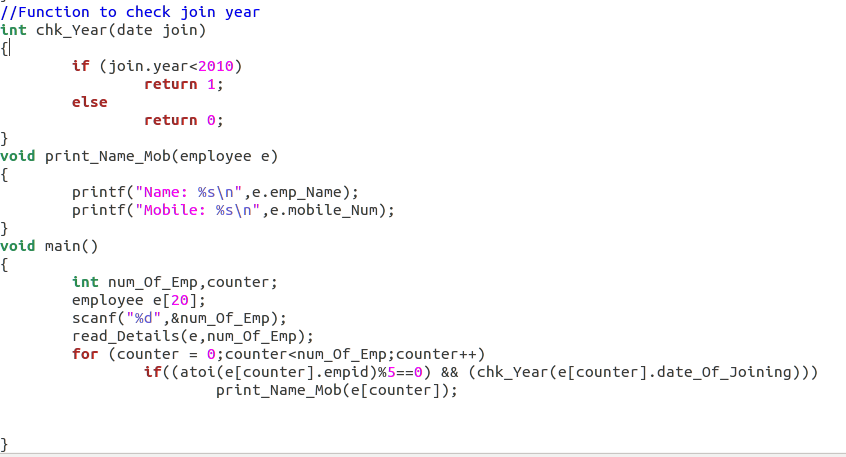 //Function to check join year
int chk_Year(date join)
{
        if (join.year<2010)
                return 1;
        else
                return 0;
}
void print_Name_Mob(employee e)
{
        printf("Name: %s\n",e.emp_Name);
        printf("Mobile: %s\n",e.mobile_Num);
}
void main()
{
        int num_Of_Emp,counter;
        employee e[20];
        scanf("%d",&num_Of_Emp);
        read_Details(e,num_Of_Emp);
        for (counter = 0;counter<num_Of_Emp;counter++)
                if((atoi(e[counter].empid)%5==0) && (chk_Year(e[counter].date_Of_Joining)))
                        print_Name_Mob(e[counter]);
}